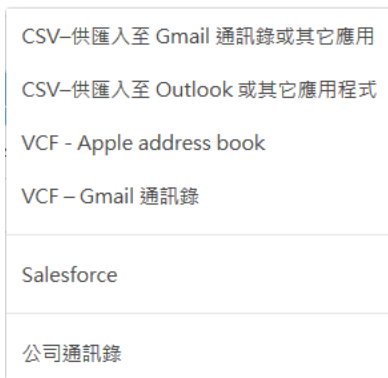 CSV–供匯入至 Gmail 通訊錄或其它應用
CSV–供匯入至 Outlook 或其它應用程式
VCF - Apple address book
VCF – Gmail 通訊錄
Salesforce
公司通訊錄